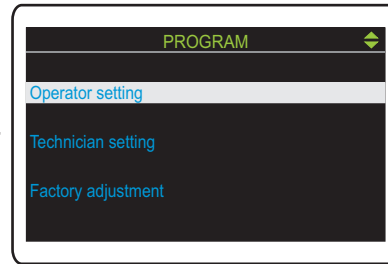 PROGRAM
Operator setting
Technician setting
Factory adjustment